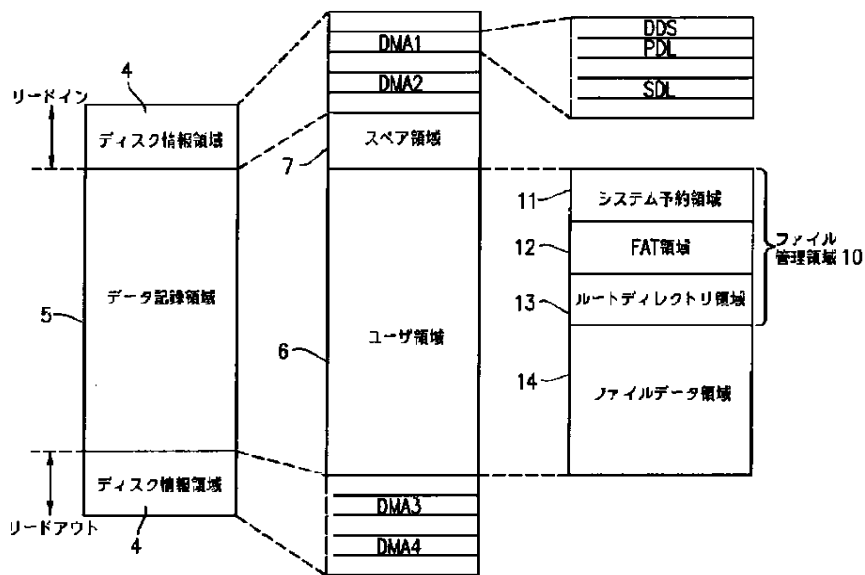 リードイン
4
ディスク情報領域
5
データ記録領域
ディスク情報領域
4
リードアウト
DMA1
DMA2
7
スペア領域
6
ユーザ領域
DMA3
DMA4
DDS
PDL
SDL
11
システム予約領域
12
FAT領域
13
ルートディレクトリ領域
ファイル
管理領域 10
14
ファイルデータ領域